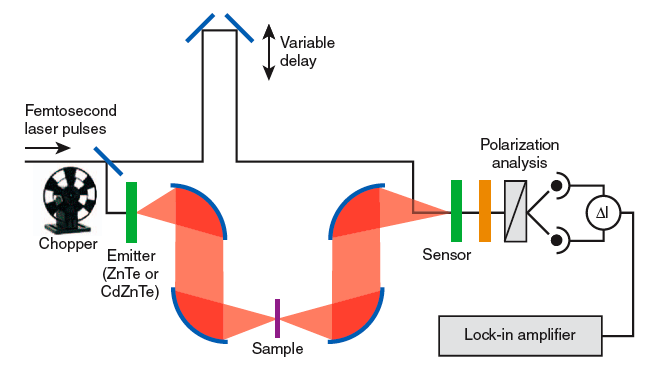 Variable
delay
Femtosecond
laser pulses
Polarization
analysis
Chopper
Emitter
(ZnTe or
CdZnTe)
ΔI
Sensor
Sample
Lock-in amplifier